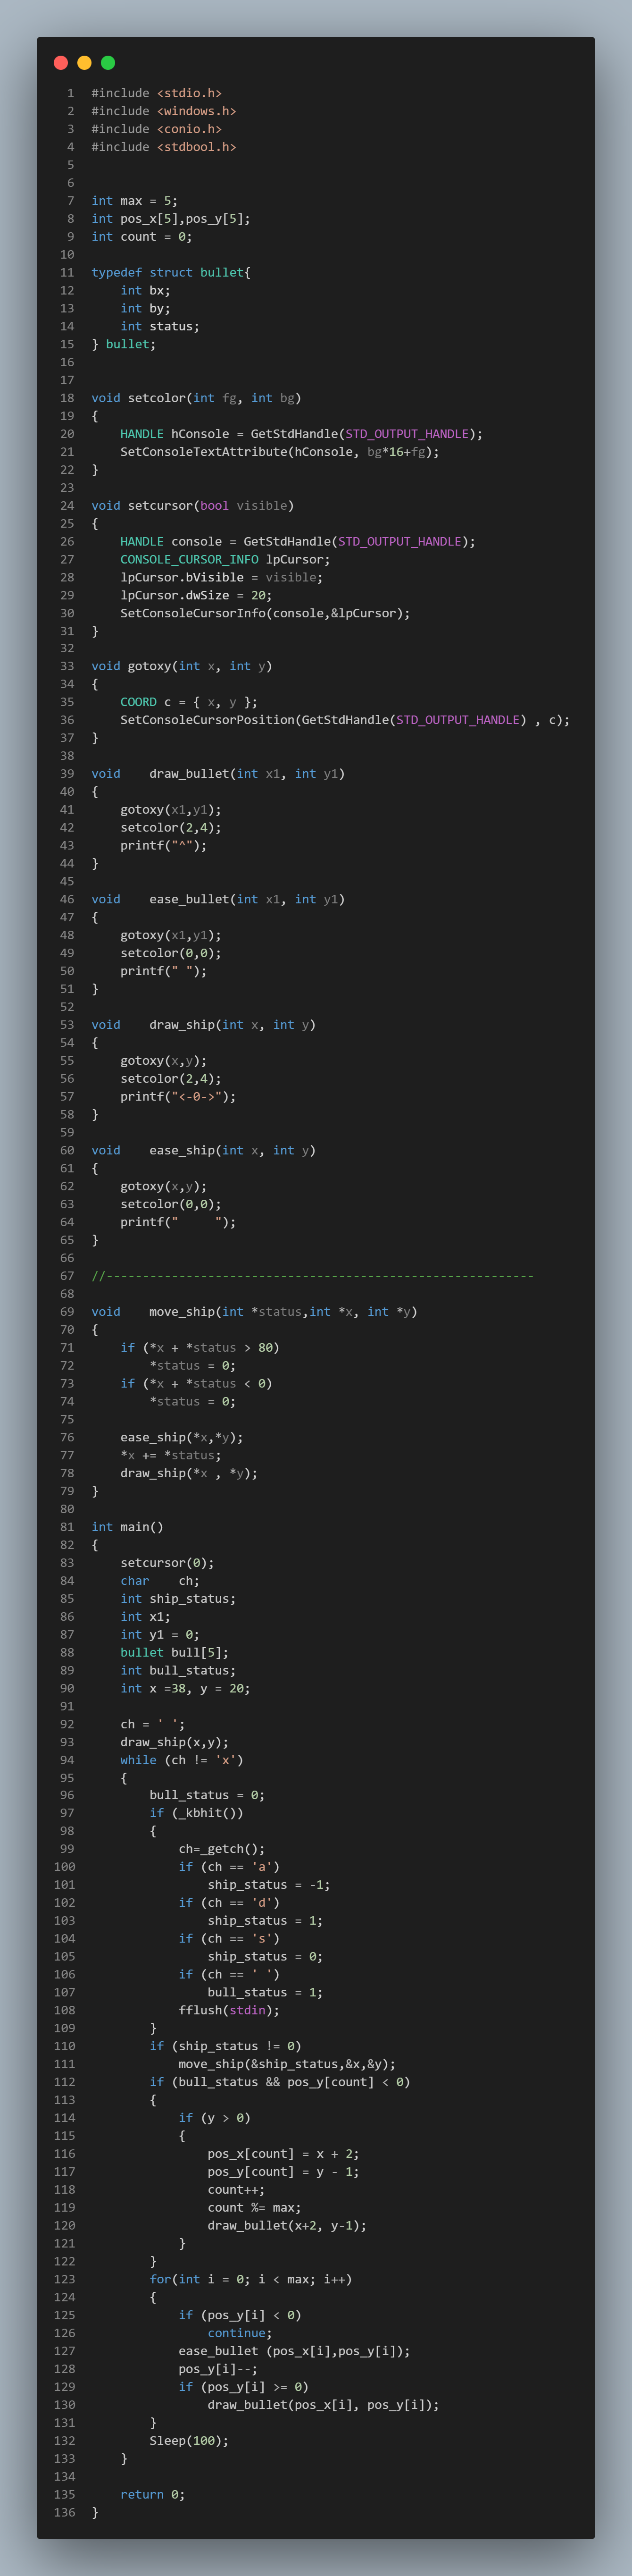 1 #include <stdio.h>
2 #include <windows.h>
3 #include <conio.h>
4 #include <stdbool.h>
5
6
7 int max = 5;
8 int pos_x[5],pos_y[5];
9 int count = 0;
10
11 typedef struct bullet{
12     int bx;
13     int by;
14     int status;
15 } bullet;
16
17
18 void setcolor(int fg, int bg)
19 {
20     HANDLE hConsole = GetStdHandle(STD_OUTPUT_HANDLE);
21     SetConsoleTextAttribute(hConsole, bg*16+fg);
22 }
23
24 void setcursor(bool visible)
25 {
26     HANDLE console = GetStdHandle(STD_OUTPUT_HANDLE);
27     CONSOLE_CURSOR_INFO lpCursor;
28     lpCursor.bVisible = visible;
29     lpCursor.dwSize = 20;
30     SetConsoleCursorInfo(console,&lpCursor);
31 }
32
33 void gotoxy(int x, int y)
34 {
35     COORD c = { x, y };
36     SetConsoleCursorPosition(GetStdHandle(STD_OUTPUT_HANDLE) , c);
37 }
38
39 void    draw_bullet(int x1, int y1)
40 {
41     gotoxy(x1,y1);
42     setcolor(2,4);
43     printf("^");
44 }
45
46 void    ease_bullet(int x1, int y1)
47 {
48     gotoxy(x1,y1);
49     setcolor(0,0);
50     printf(" ");
51 }
52
53 void    draw_ship(int x, int y)
54 {
55     gotoxy(x,y);
56     setcolor(2,4);
57     printf("<-0->");
58 }
59
60 void    ease_ship(int x, int y)
61 {
62     gotoxy(x,y);
63     setcolor(0,0);
64     printf("     ");
65 }
66
67 //-----------------------------------------------------------
68
69 void    move_ship(int *status,int *x, int *y)
70 {
71     if (*x + *status > 80)
72         *status = 0;
73     if (*x + *status < 0)
74         *status = 0;
75
76     ease_ship(*x,*y);
77     *x += *status;
78     draw_ship(*x , *y);
79 }
80
81 int main()
82 {
83     setcursor(0);
84     char    ch;
85     int ship_status;
86     int x1;
87     int y1 = 0;
88     bullet bull[5];
89     int bull_status;
90     int x =38, y = 20;
91
92     ch = ' ';
93     draw_ship(x,y);
94     while (ch != 'x')
95     {
96         bull_status = 0;
97         if (_kbhit())
98         {
99             ch=_getch();
100             if (ch == 'a')
101                 ship_status = -1;
102             if (ch == 'd')
103                 ship_status = 1;
104             if (ch == 's')
105                 ship_status = 0;
106             if (ch == ' ')
107                 bull_status = 1;
108             fflush(stdin);
109         }
110         if (ship_status != 0)
111             move_ship(&ship_status,&x,&y);
112         if (bull_status && pos_y[count] < 0)
113         {
114             if (y > 0)
115             {
116                 pos_x[count] = x + 2;
117                 pos_y[count] = y - 1;
118                 count++;
119                 count %= max;
120                 draw_bullet(x+2, y-1);
121             }
122         }
123         for(int i = 0; i < max; i++)
124         {
125             if (pos_y[i] < 0)
126                 continue;
127             ease_bullet (pos_x[i],pos_y[i]);
128             pos_y[i]--;
129             if (pos_y[i] >= 0)
130                 draw_bullet(pos_x[i], pos_y[i]);
131         }
132         Sleep(100);
133     }
134
135     return 0;
136 }